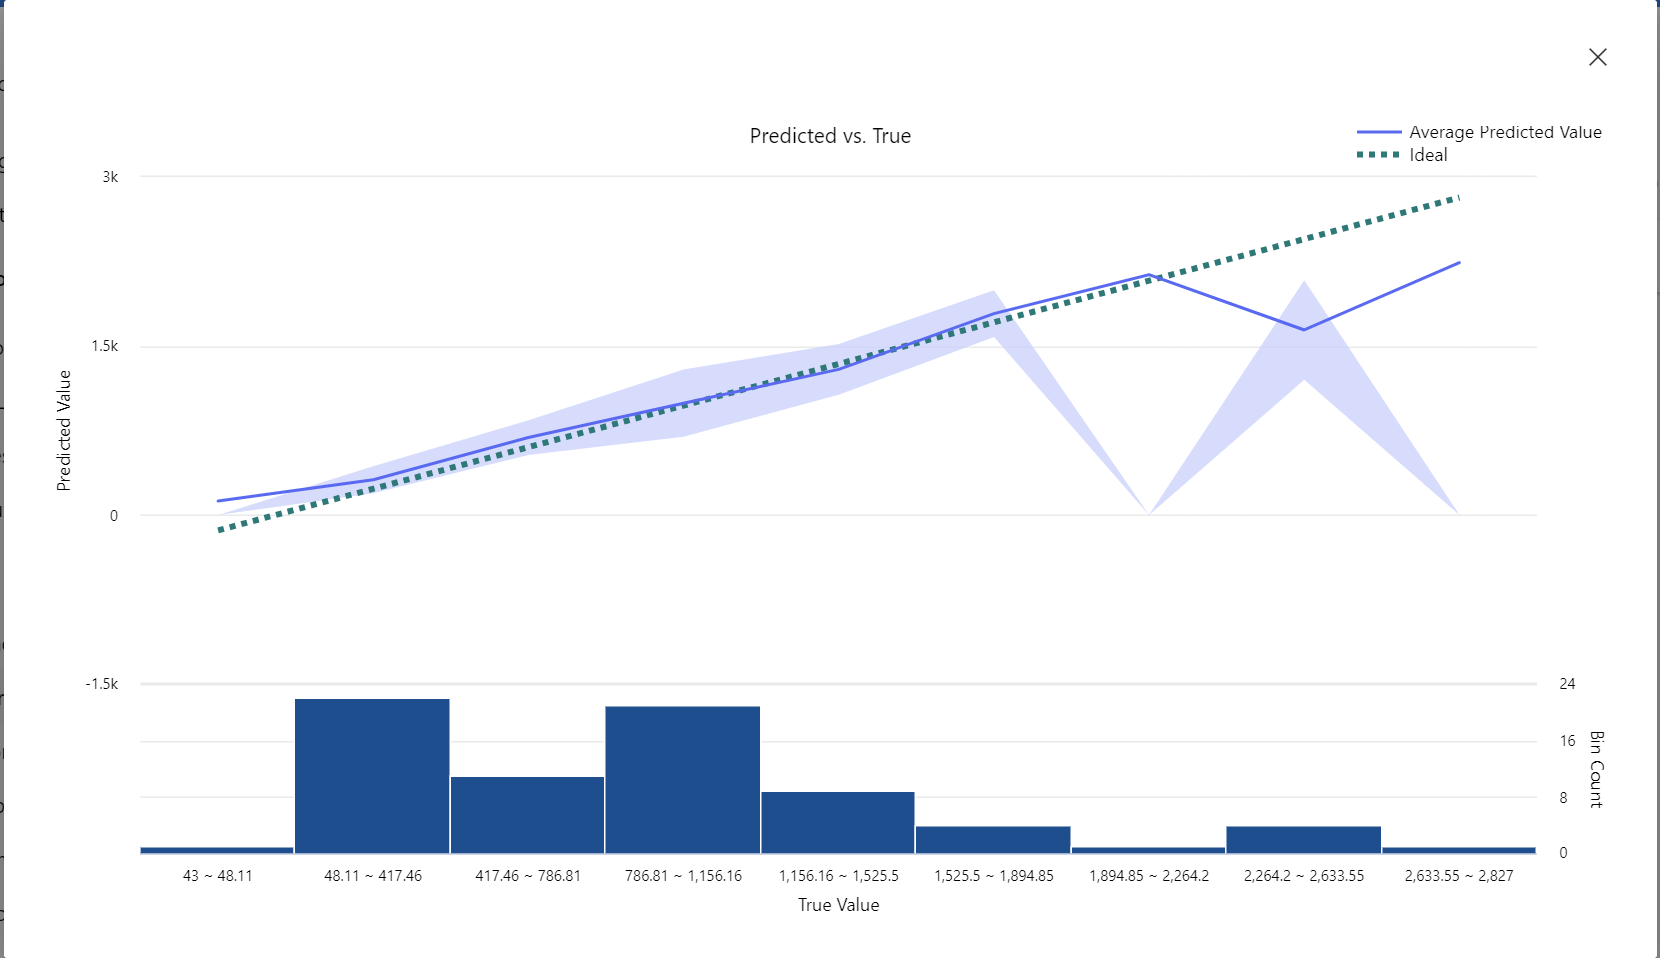 Predicted vs. True
Average Predicted Value
Ideal
3k
1.5k
0
-1.5k
Predicted Value
24
16
8
0
Bin Count
43 ~ 48.11
48.11 ~ 417.46
417.46 ~ 786.81
786.81 ~ 1,156.16
1,156.16 ~ 1,525.5
1,525.5 ~ 1,894.85
1,894.85 ~ 2,264.2
2,264.2 ~ 2,633.55
2,633.55 ~ 2,827
True Value